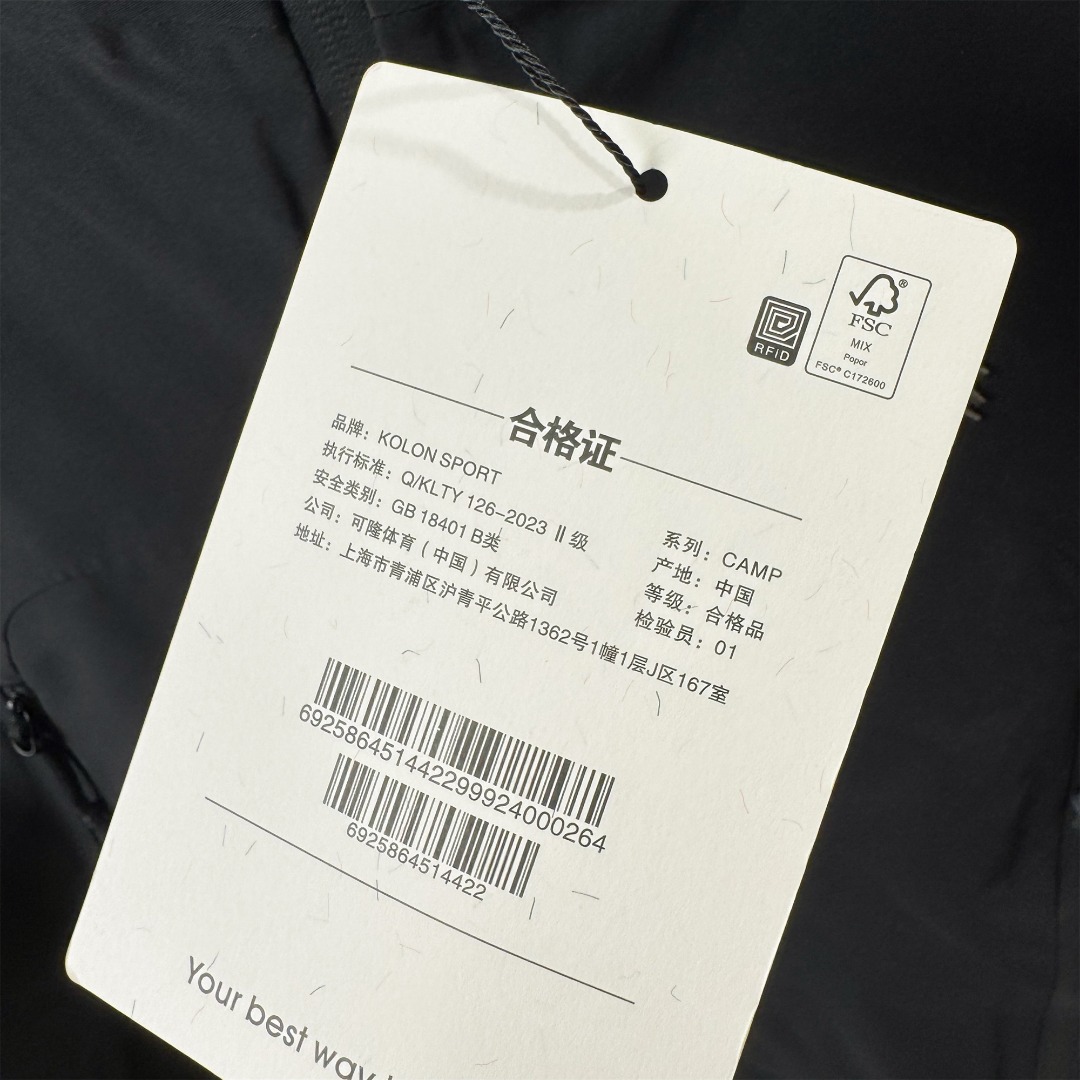 RFID
FSC®
MIX
Popor
FSC® C172600
合格证
品牌：KOLON SPORT
执行标准：Q/KLTY 126-2023 Ⅱ级
安全类别：GB 18401 B类
公司：可隆体育（中国）有限公司
地址：上海市青浦区沪青平公路1362号1幢1层J区167室
系列：CAMP
产地：中国
等级：合格品
检验员：01
692586451442299924000264
6925864514422
Your best way